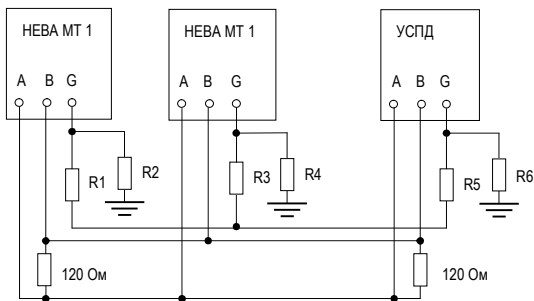 НЕВА МТ 1
НЕВА МТ 1
УСПД
A B G
A B G
A B G
R1
R2
R3
R4
R5
R6
120 Ом
120 Ом